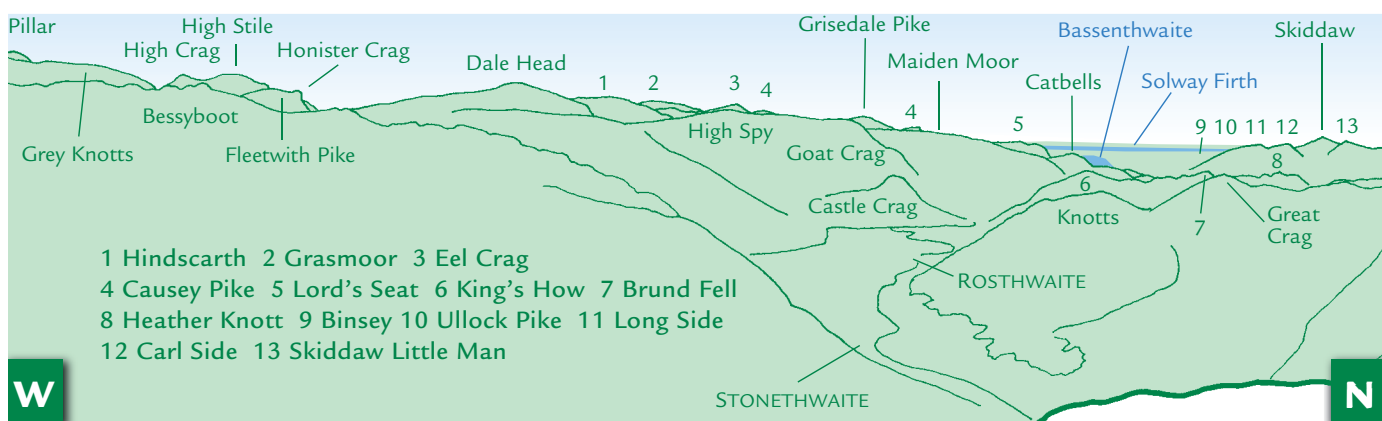 Pillar
High Stile
High Crag
Honister Crag
Dale Head
Grisedale Pike
Maiden Moor
Bassenthwaite
Solway Firth
Catbells
Skiddaw
1 2 3 4
4 5
9 10 11 12 13
Bessyboot
Grey Knotts
Fleetwith Pike
High Spy
Goat Crag
8
6
Castle Crag
Knotts
7
Great
Crag
ROSTHWAITE
STONETHWAITE
1 Hindscarth 2 Grasmoor 3 Eel Crag
4 Causey Pike 5 Lord's Seat 6 King's How 7 Brund Fell
8 Heather Knott 9 Binsey 10 Ullock Pike 11 Long Side
12 Carl Side 13 Skiddaw Little Man
W
N